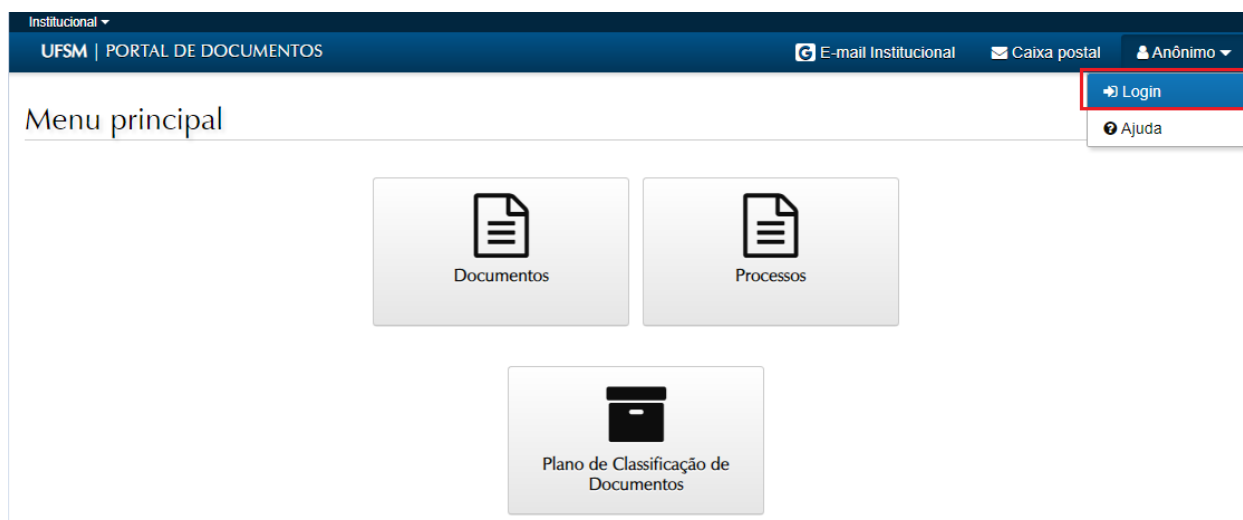 Institucional
UFSM | PORTAL DE DOCUMENTOS
E-mail Institucional
Caixa postal
Anônimo
Login
Ajuda
Menu principal
Documentos
Processos
Plano de Classificação de
Documentos